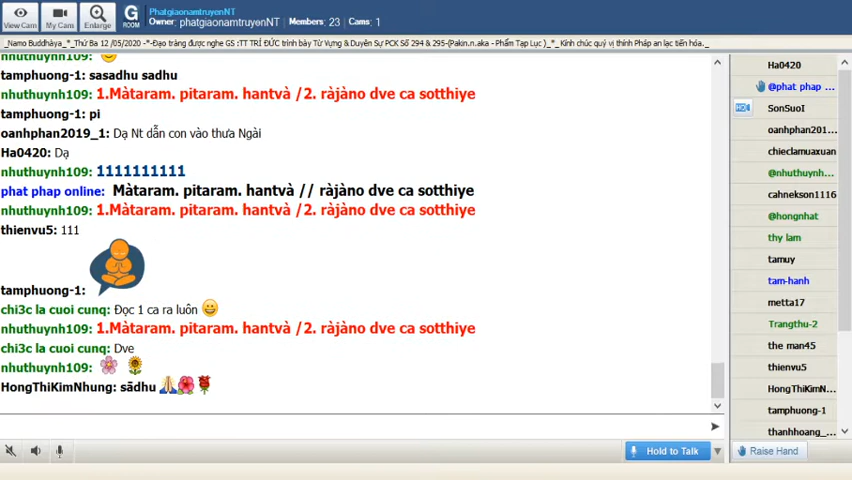 View Cam
My Cam
Enlarge
G
ROOM
PhatgiaonamtruyenNT
Owner: phatgiaonamtruyenNT Members: 23 Cams: 1
_Namo Buddhàya_*_Thứ Ba 12 /05/2020 -*-Đạo tràng được nghe GS :TT TRÍ ĐỨC trình bày Từ Vựng &Duyên Sự PCK Số 294 & 295-(Pakin.n.aka - Phẩm Tạp Lục )_*_ Kính chúc quý vị thính Pháp an lạc tiến hóa._
nhuthuynh109:
tamphuong-1: sasadhu sadhu
nhuthuynh109: 1.Màtaram. pitaram. hantvà /2. ràjàno dve ca sotthiye
tamphuong-1: pi
oanhphan2019_1: Dạ Nt dẫn con vào thưa Ngài
Ha0420: Dạ
nhuthuynh109: 1111111111
phat phap online: Màtaram. pitaram. hantvà // ràjàno dve ca sotthiye
nhuthuynh109: 1.Màtaram. pitaram. hantvà /2. ràjàno dve ca sotthiye
thienvu5: 111
tamphuong-1:
chi3c la cuoi cunq: Đọc 1 ca ra luôn
nhuthuynh109: 1.Màtaram. pitaram. hantvà /2. ràjàno dve ca sotthiye
chi3c la cuoi cunq: Dve
nhuthuynh109:
HongThiKimNhung: sādhu
Hold to Talk
Ha0420
@phat phap ...
SonSuoI
oanhphan201...
chieclamuaxuan
@nhuthuynh...
cahnekson1116
@hongnhat
thy lam
tamuy
tam-hanh
metta17
Trangthu-2
the man45
thienvu5
HongThiKimN...
tamphuong-1
thanhhoang_...
Raise Hand